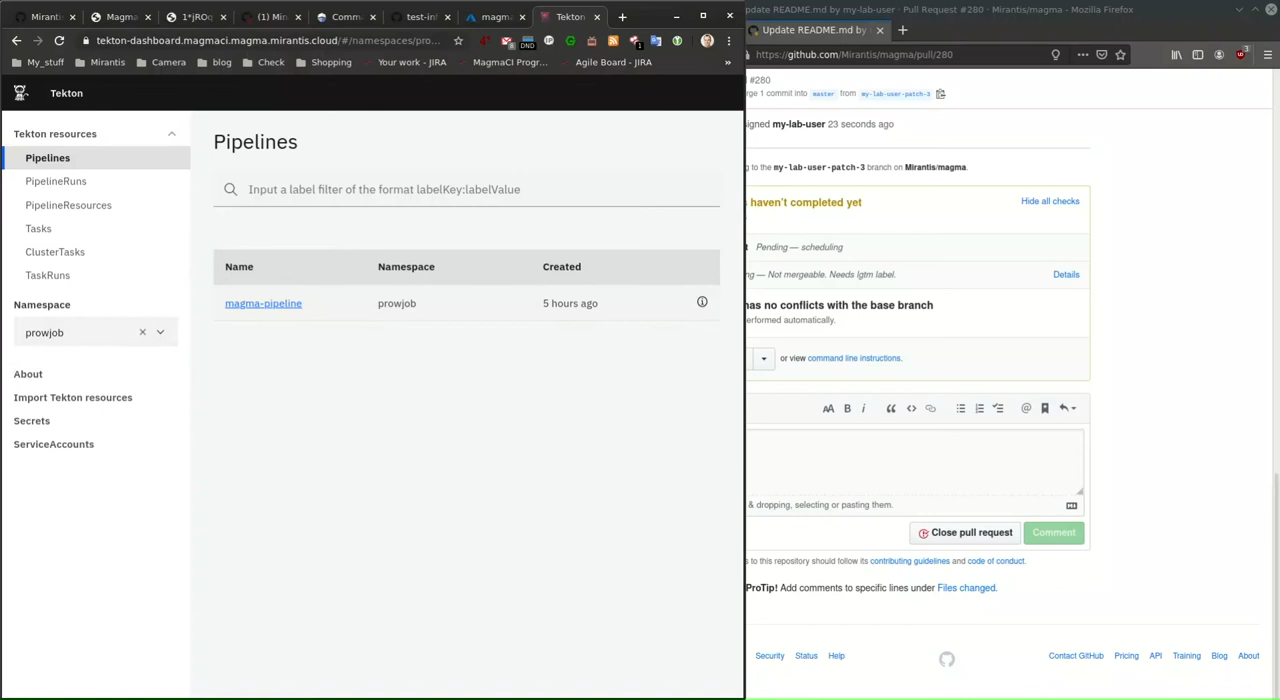 Miranti
Magma
1*jROq
(1) Min
Comm
test-inf
magma
Tekton
tekton-dashboard.magmaci.magma.mirantis.cloud/#/namespaces/pro...
My_stuff
Mirantis
Camera
blog
Check
Shopping
Your work - JIRA
MagmaCI Progr...
Agile Board - JIRA
»
Tekton
Tekton resources
Pipelines
PipelineRuns
PipelineResources
Tasks
ClusterTasks
TaskRuns
Namespace
prowjob
About
Import Tekton resources
Secrets
ServiceAccounts
Pipelines
Input a label filter of the format labelKey:labelValue
Name Namespace Created
magma-pipeline prowjob 5 hours ago
pdate README.md by my-lab-user · Pull Request #280 · Mirantis/magma - Mozilla Firefox
Update README.md by
https://github.com/Mirantis/magma/pull/280
#280
rge 1 commit into master from my-lab-user-patch-3
signed my-lab-user 23 seconds ago
g to the my-lab-user-patch-3 branch on Mirantis/magma.
s haven't completed yet
Hide all checks
t Pending — scheduling
ng — Not mergeable. Needs lgtm label.
Details
has no conflicts with the base branch
erformed automatically.
or view command line instructions.
& dropping, selecting or pasting them.
Close pull request
Comment
s to this repository should follow its contributing guidelines and code of conduct.
ProTip! Add comments to specific lines under Files changed.
Security Status Help
Contact GitHub Pricing API Training Blog About